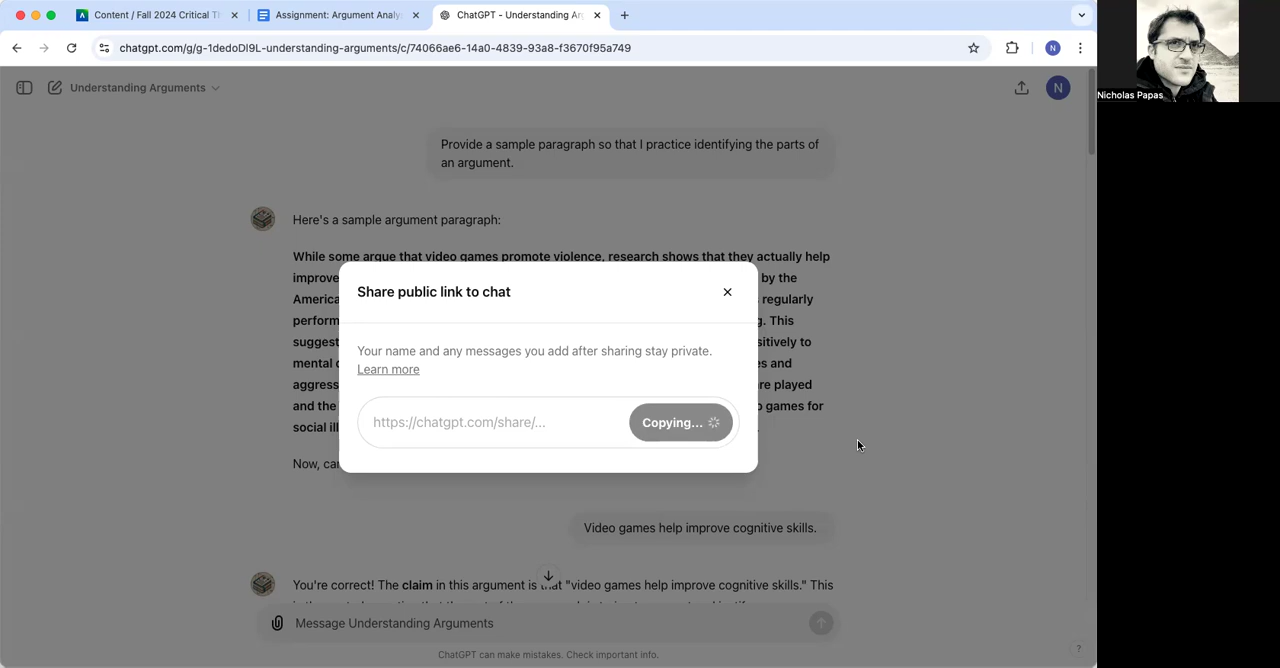 Content / Fall 2024 Critical Th
Assignment: Argument Analy
ChatGPT - Understanding Ar
chatgpt.com/g/g-1dedoDl9L-understanding-arguments/c/74066ae6-14a0-4839-93a8-f3670f95a749
N
Nicholas Papas
Understanding Arguments
N
Provide a sample paragraph so that I practice identifying the parts of
an argument.
Here's a sample argument paragraph:
While some argue that video games promote violence, research shows that they actually help
improve
by the
America
regularly
perform
g. This
suggest
sitively to
mental
es and
aggress
re played
and the
o games for
social ill
Now, can
Share public link to chat
Your name and any messages you add after sharing stay private.
Learn more
https://chatgpt.com/share/...
Copying...
Video games help improve cognitive skills.
You're correct! The claim in this argument is that "video games help improve cognitive skills." This
Message Understanding Arguments
ChatGPT can make mistakes. Check important info.
?